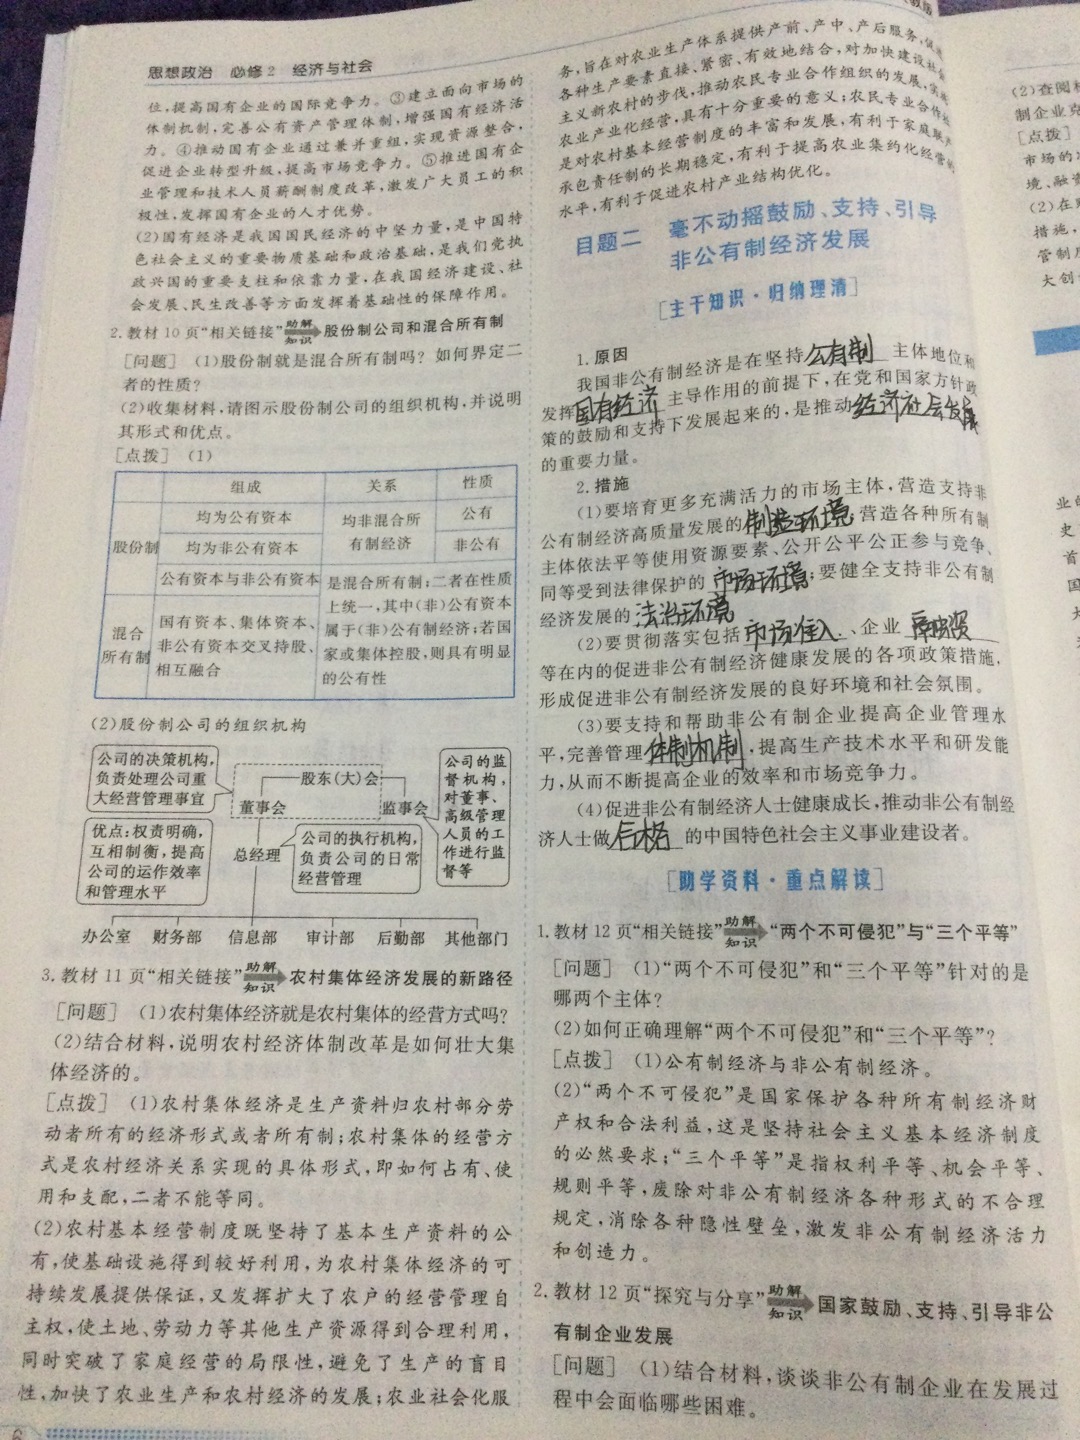 思想政治 必修2 经济与社会
位,提高国有企业的国际竞争力。③建立面向市场的
体制机制,完善公有资产管理体制,增强国有经济活
力。④推动国有企业通过兼并重组,实现资源整合,
促进企业转型升级,提高市场竞争力。⑤推进国有企
业管理和技术人员薪酬制度改革,激发广大员工的积
极性,发挥国有企业的人才优势。
(2)国有经济是我国国民经济的中坚力量,是中国特
色社会主义的重要物质基础和政治基础,是我们党执
政兴国的重要支柱和依靠力量,在我国经济建设、社
会发展、民生改善等方面发挥着基础性的保障作用。
2.教材10页“相关链接”助解知识股份制公司和混合所有制
[问题] (1)股份制就是混合所有制吗? 如何界定二
者的性质?
(2)收集材料,请图示股份制公司的组织机构,并说明
其形式和优点。
[点拨] (1)
组成 关系 性质
股份制 均为公有资本 均非混合所有制经济 公有
均为非公有资本 非公有
公有资本与非公有资本 是混合所有制;二者在性质
上统一,其中(非)公有资本
属于(非)公有制经济;若国
家或集体控股,则具有明显
的公有性
混合所有制 国有资本、集体资本、
非公有资本交叉持股、
相互融合
(2)股份制公司的组织机构
公司的决策机构,
负责处理公司重
大经营管理事宜
股东(大)会
董事会 监事会
公司的监
督机构,
对董事、
高级管理
人员的工
作进行监
督等
优点:权责明确,
互相制衡,提高
公司的运作效率
和管理水平
总经理
公司的执行机构,
负责公司的日常
经营管理
办公室 财务部 信息部 审计部 后勤部 其他部门
3.教材11页“相关链接”助解知识农村集体经济发展的新路径
[问题] (1)农村集体经济就是农村集体的经营方式吗?
(2)结合材料,说明农村经济体制改革是如何壮大集
体经济的。
[点拨] (1)农村集体经济是生产资料归农村部分劳
动者所有的经济形式或者所有制;农村集体的经营方
式是农村经济关系实现的具体形式,即如何占有、使
用和支配,二者不能等同。
(2)农村基本经营制度既坚持了基本生产资料的公
有,使基础设施得到较好利用,为农村集体经济的可
持续发展提供保证,又发挥扩大了农户的经营管理自
主权,使土地、劳动力等其他生产资源得到合理利用,
同时突破了家庭经营的局限性,避免了生产的盲目
性,加快了农业生产和农村经济的发展;农业社会化服
6
务,旨在对农业生产体系提供产前、产中、产后服务,促
各种生产要素直接、紧密、有效地结合,对加快建设社会
主义新农村的步伐,推动农民专业合作组织的发展,实施
农业产业化经营,具有十分重要的意义;农民专业合作社
是对农村基本经营制度的丰富和发展,有利于家庭联产
承包责任制的长期稳定,有利于提高农业集约化经营的
水平,有利于促进农村产业结构优化。
目题二 毫不动摇鼓励、支持、引导
非公有制经济发展
[主干知识·归纳理清]
1.原因
我国非公有制经济是在坚持公有制主体地位和
发挥国有经济主导作用的前提下,在党和国家方针政
策的鼓励和支持下发展起来的,是推动经济社会发展
的重要力量。
2.措施
(1)要培育更多充满活力的市场主体,营造支持非
公有制经济高质量发展的制造环境;营造各种所有制
主体依法平等使用资源要素、公开公平公正参与竞争、
同等受到法律保护的市场环境;要健全支持非公有制
经济发展的法治环境
(2)要贯彻落实包括市场准入、企业
等在内的促进非公有制经济健康发展的各项政策措施,
形成促进非公有制经济发展的良好环境和社会氛围。
(3)要支持和帮助非公有制企业提高企业管理水
平,完善管理体制机制,提高生产技术水平和研发能
力,从而不断提高企业的效率和市场竞争力。
(4)促进非公有制经济人士健康成长,推动非公有制经
济人士做合格的中国特色社会主义事业建设者。
[助学资料·重点解读]
1.教材12页“相关链接”助解知识“两个不可侵犯”与“三个平等”
[问题] (1)“两个不可侵犯”和“三个平等”针对的是
哪两个主体?
(2)如何正确理解“两个不可侵犯”和“三个平等”?
[点拨] (1)公有制经济与非公有制经济。
(2)“两个不可侵犯”是国家保护各种所有制经济财
产权和合法利益,这是坚持社会主义基本经济制度
的必然要求;“三个平等”是指权利平等、机会平等、
规则平等,废除对非公有制经济各种形式的不合理
规定,消除各种隐性壁垒,激发非公有制经济活力
和创造力。
2.教材12页“探究与分享”助解知识国家鼓励、支持、引导非公
有制企业发展
[问题] (1)结合材料,谈谈非公有制企业在发展过
程中会面临哪些困难。
(2)查阅
制企业克
[点拨]
市场的
境、融资
(2)在
措施,
管制度
大创